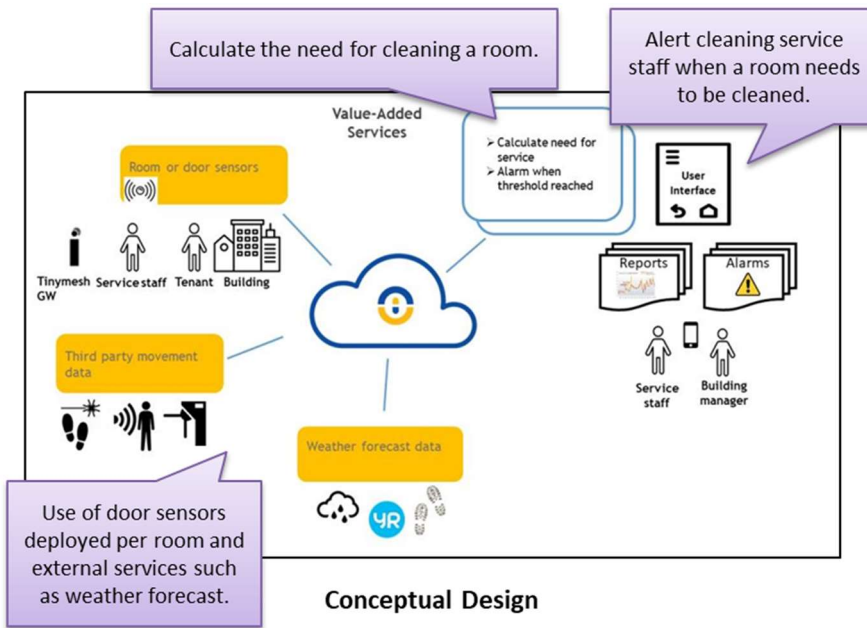 Calculate the need for cleaning a room.
Alert cleaning service
staff when a room needs
to be cleaned.
Value-Added
Services
➢ Calculate need for
service
➢ Alarm when
threshold reached
User
Interface
Room or door sensors
Tinymesh
GW
Service staff
Tenant
Building
Reports
Alarms
Third party movement
data
Service
staff
Building
manager
Weather forecast data
YR
Use of door sensors
deployed per room and
external services such
as weather forecast.
Conceptual Design